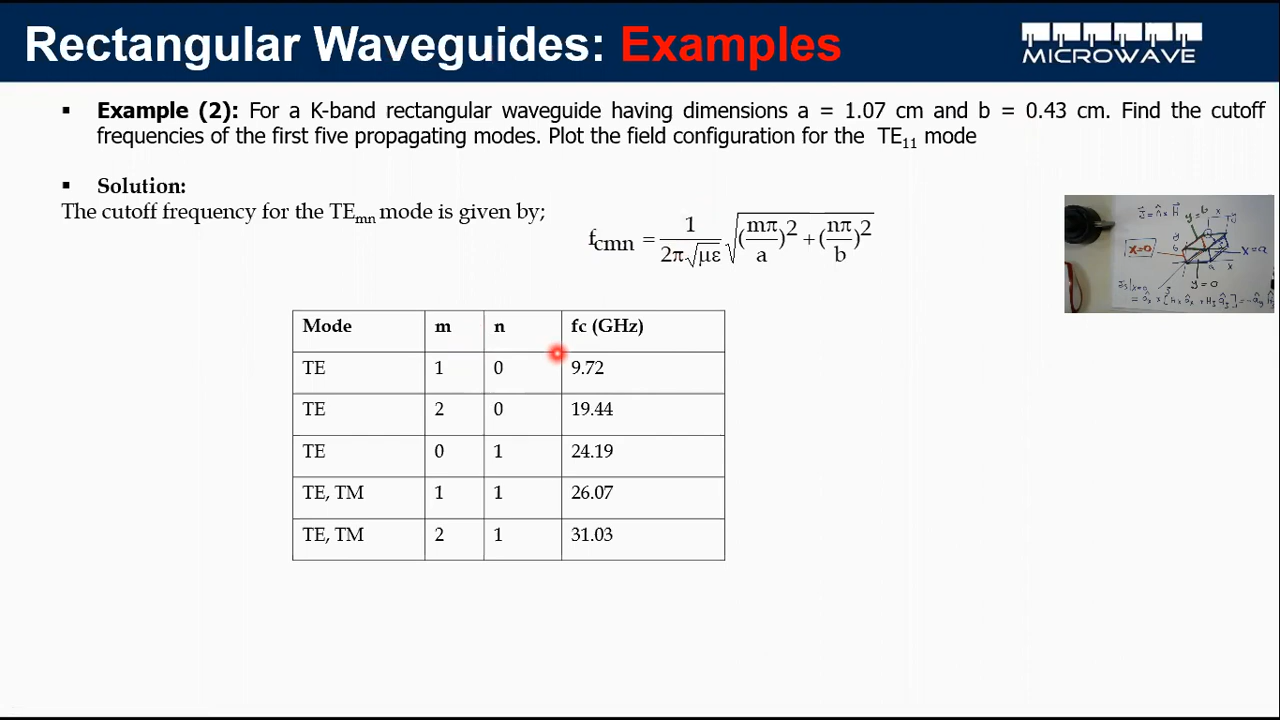 Rectangular Waveguides: Examples
MICROWAVE
▪ Example (2): For a K-band rectangular waveguide having dimensions a = 1.07 cm and b = 0.43 cm. Find the cutoff
frequencies of the first five propagating modes. Plot the field configuration for the TE11 mode
▪ Solution:
The cutoff frequency for the TEmn mode is given by;
fcmn = 1/(2π√με) √((mπ/a)2 + (nπ/b)2)
Mode m n fc (GHz)
TE 1 0 9.72
TE 2 0 19.44
TE 0 1 24.19
TE, TM 1 1 26.07
TE, TM 2 1 31.03
y=b
x=0
x=a
y=0